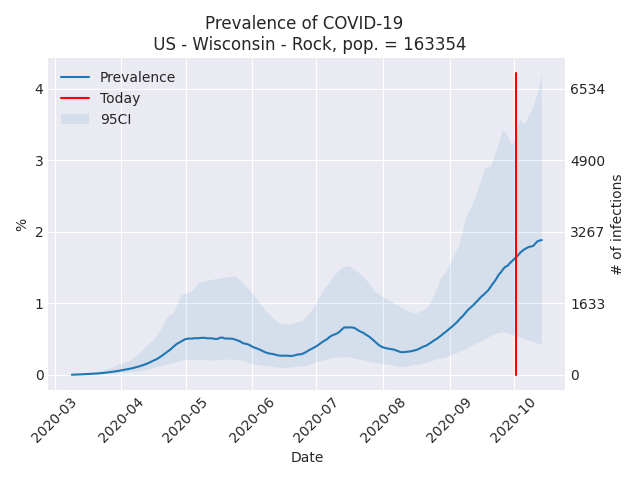 Prevalence of COVID-19
US - Wisconsin - Rock, pop. = 163354
Prevalence
Today
95CI
4
3
2
1
0
%
6534
4900
3267
1633
0
# of infections
2020-03
2020-04
2020-05
2020-06
2020-07
2020-08
2020-09
2020-10
Date